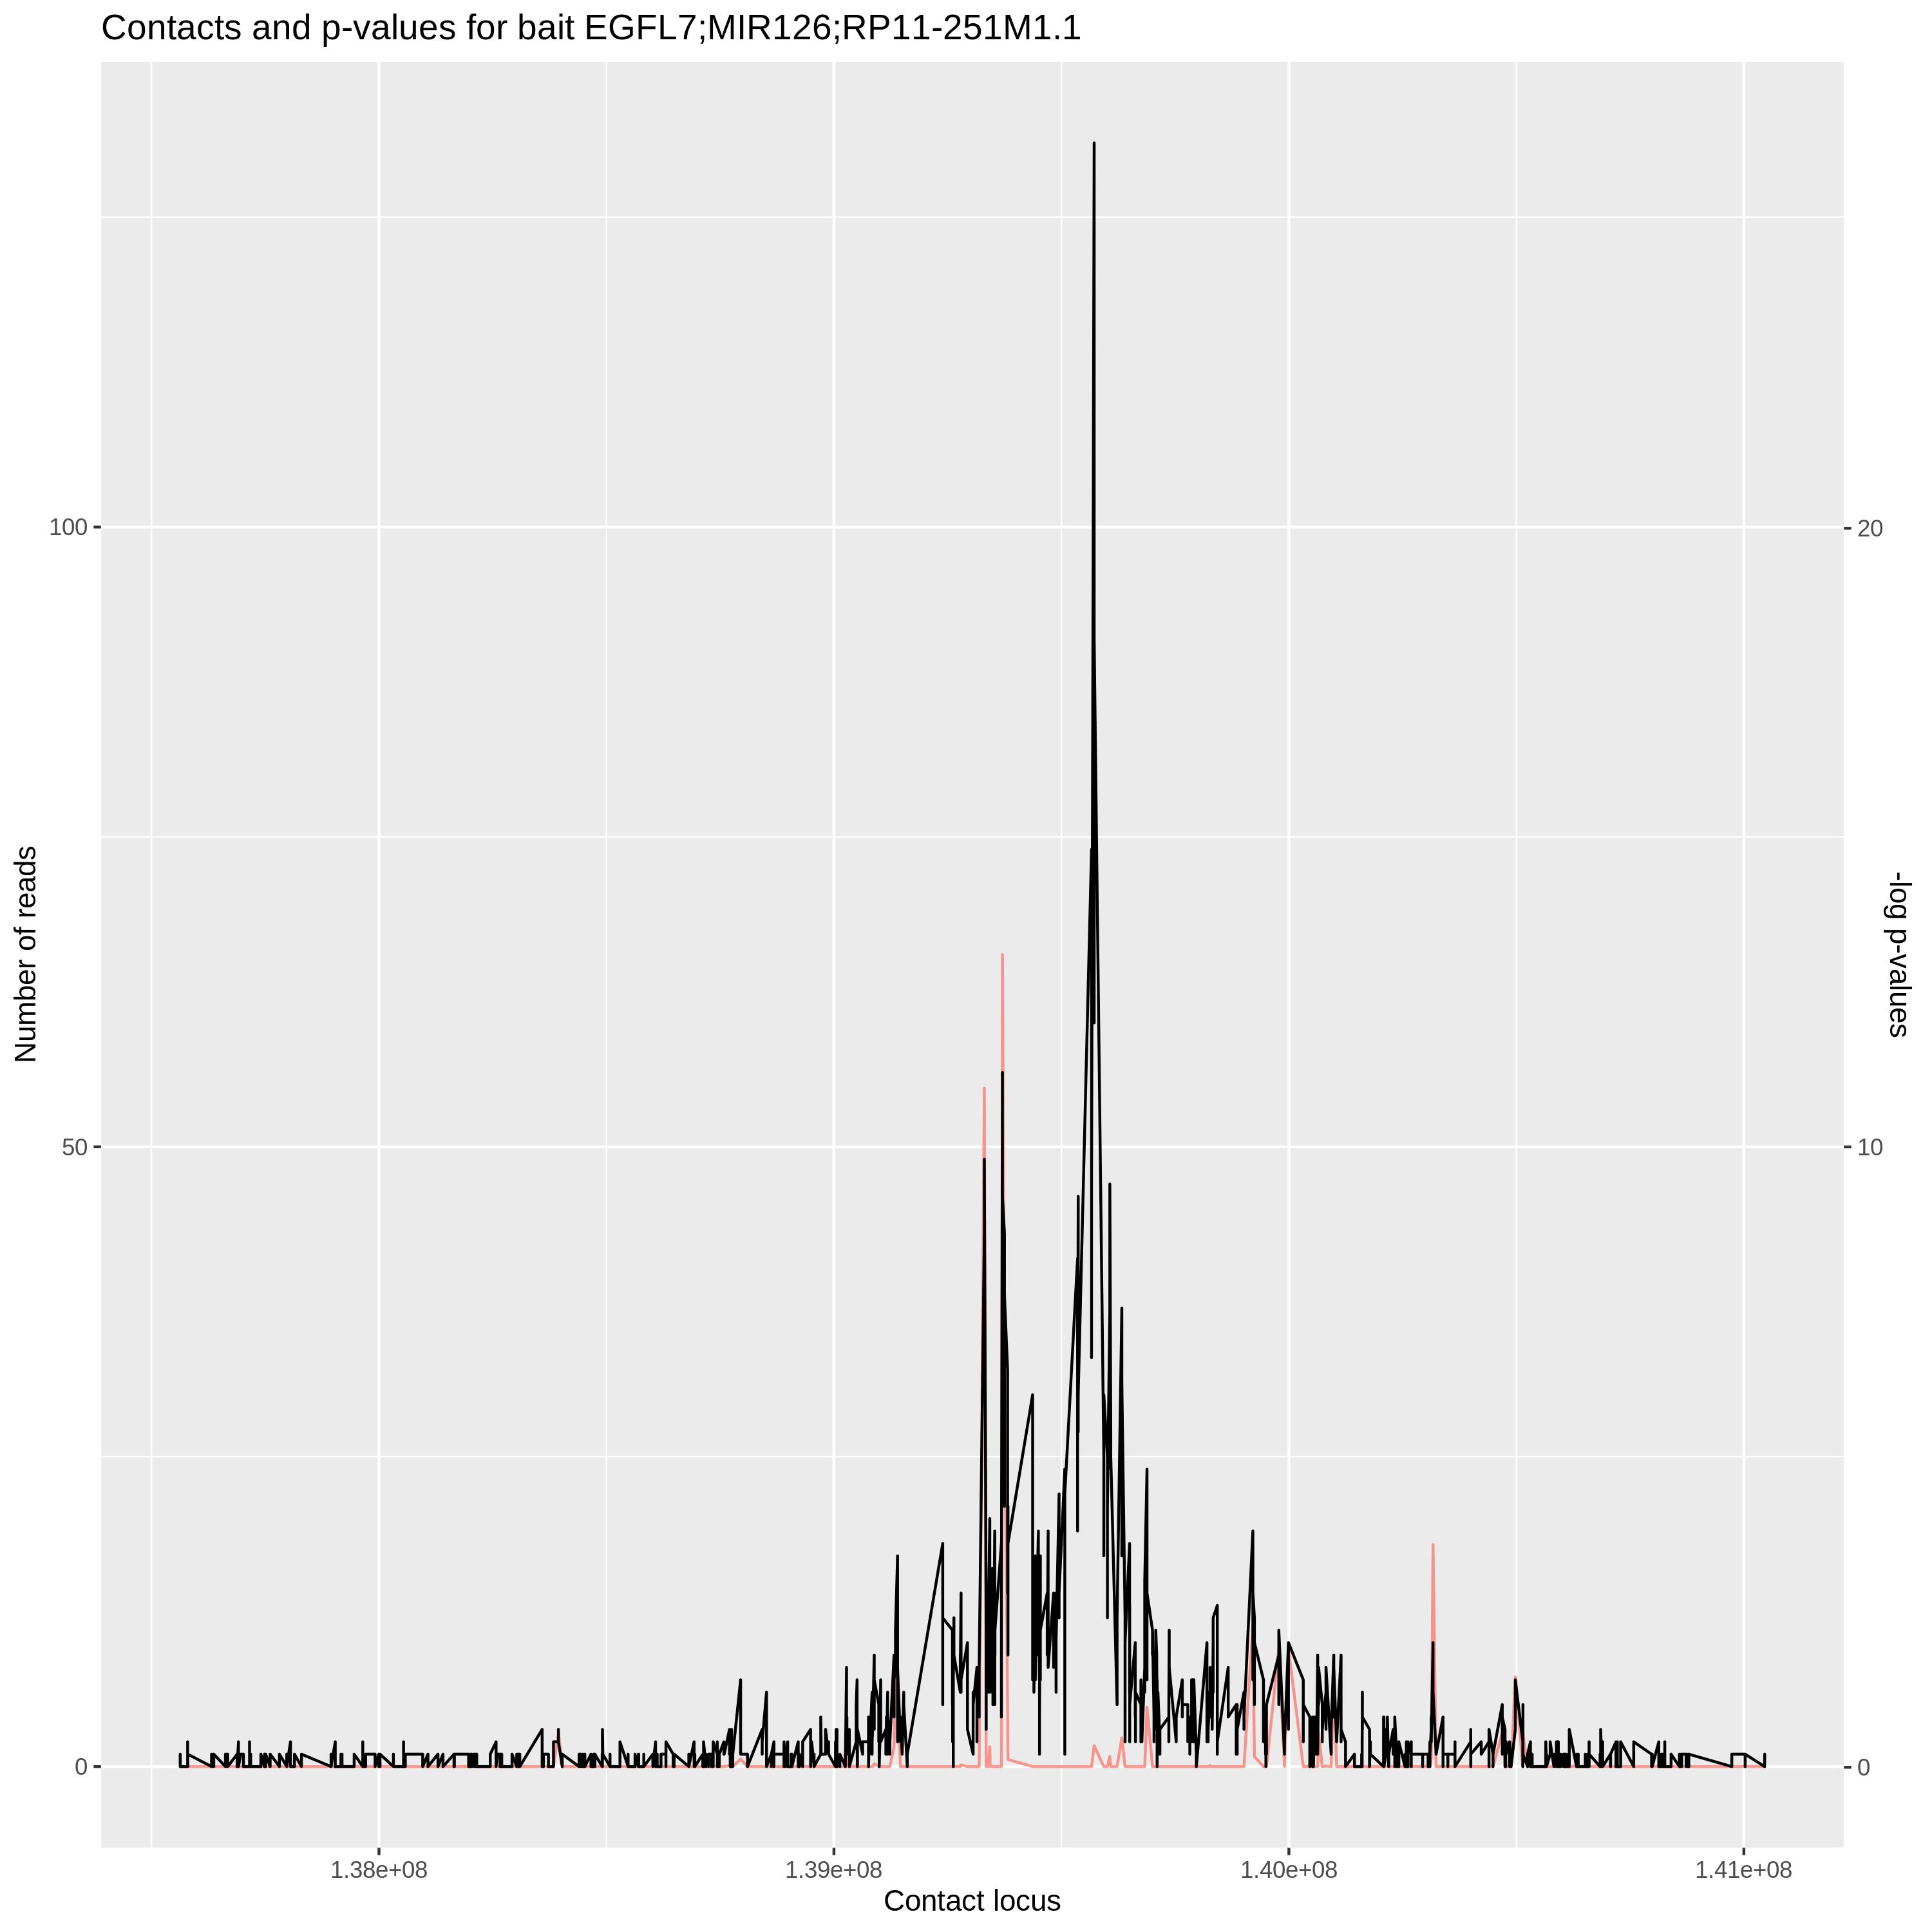 Contacts and p-values for bait EGFL7;MIR126;RP11-251M1.1
100
50
0
Number of reads
20
10
0
-log p-values
1.38e+08
1.39e+08
1.40e+08
1.41e+08
Contact locus